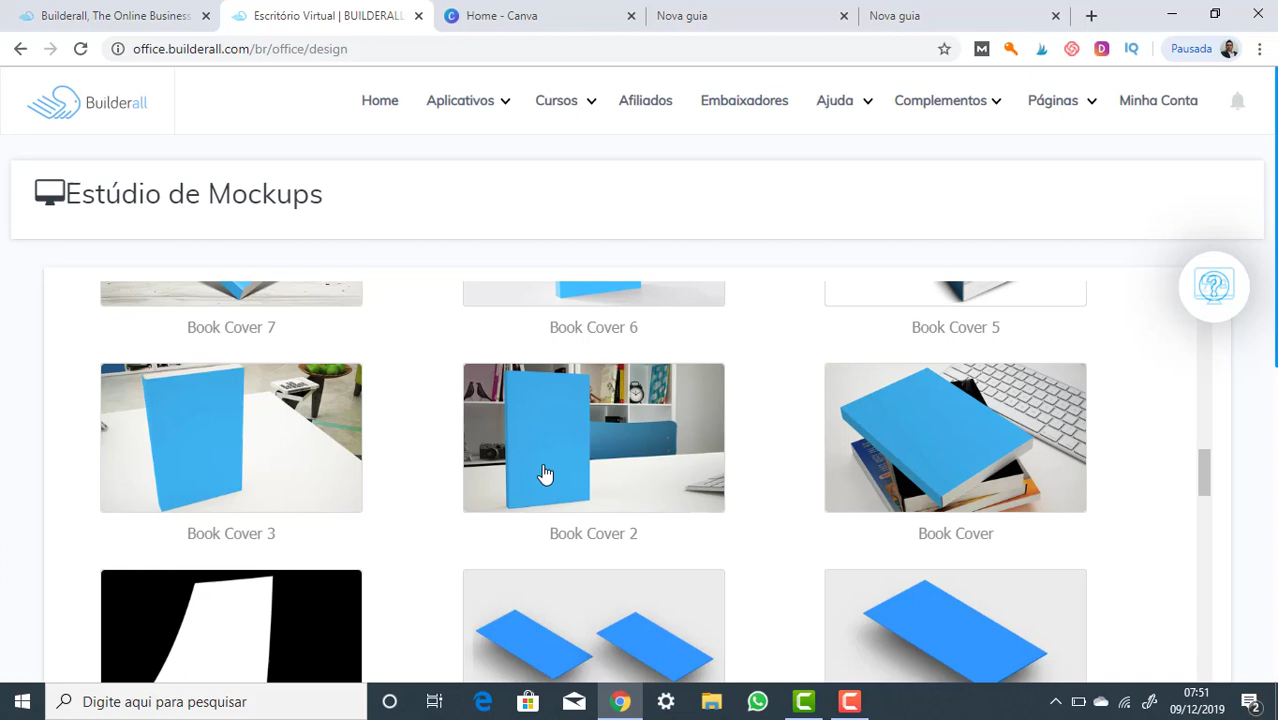 Builderall, The Online Business
Escritório Virtual | BUILDERALL
Home - Canva
Nova guia
Nova guia
office.builderall.com/br/office/design
Pausada
Builderall
Home
Aplicativos
Cursos
Afiliados
Embaixadores
Ajuda
Complementos
Páginas
Minha Conta
Estúdio de Mockups
Book Cover 7
Book Cover 6
Book Cover 5
Book Cover 3
Book Cover 2
Book Cover
Digite aqui para pesquisar
07:51
09/12/2019
2